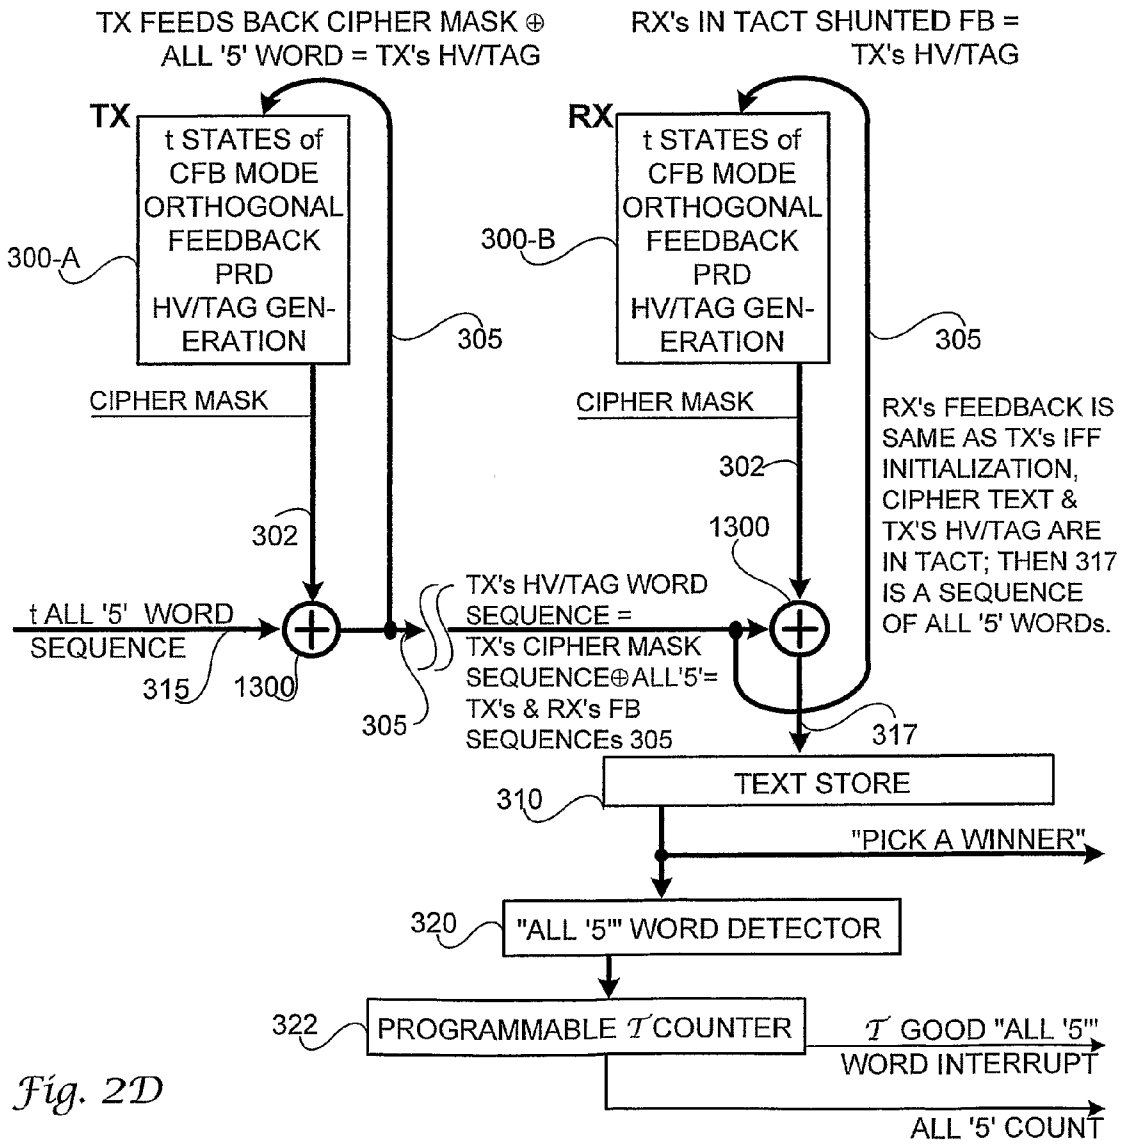 TX FEEDS BACK CIPHER MASK ⊕
ALL '5' WORD = TX's HV/TAG
RX's IN TACT SHUNTED FB =
TX's HV/TAG
TX
t STATES of
CFB MODE
ORTHOGONAL
FEEDBACK
PRD
HV/TAG GEN-
ERATION
300-A
305
CIPHER MASK
302
RX
t STATES of
CFB MODE
ORTHOGONAL
FEEDBACK
PRD
HV/TAG GEN-
ERATION
300-B
305
CIPHER MASK
302
1300
RX's FEEDBACK IS
SAME AS TX's IFF
INITIALIZATION,
CIPHER TEXT &
TX'S HV/TAG ARE
IN TACT; THEN 317
IS A SEQUENCE
OF ALL '5' WORDs.
t ALL '5' WORD
SEQUENCE
315
1300
305
TX's HV/TAG WORD
SEQUENCE =
TX's CIPHER MASK
SEQUENCE⊕ALL'5'=
TX's & RX's FB
SEQUENCEs 305
317
TEXT STORE
310
"PICK A WINNER"
320
"ALL '5'" WORD DETECTOR
322
PROGRAMMABLE T COUNTER
T GOOD "ALL '5'"
WORD INTERRUPT
ALL '5' COUNT
Fig. 2D